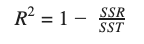 R² = 1 − SSR/SST